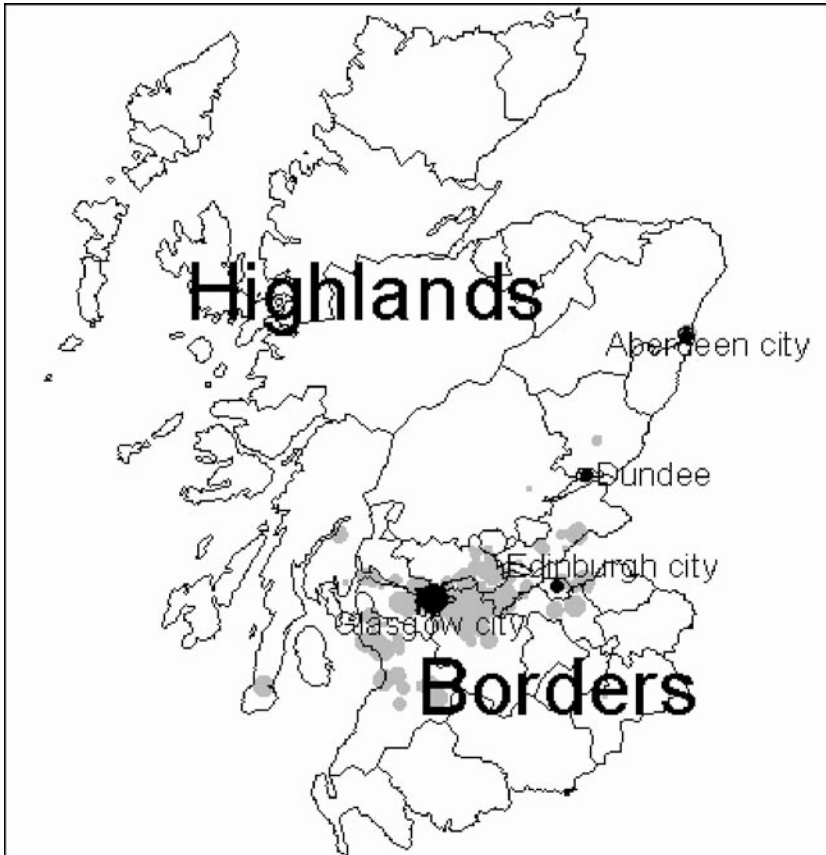 Highlands
Aberdeen city
Dundee
Edinburgh city
Glasgow city
Borders